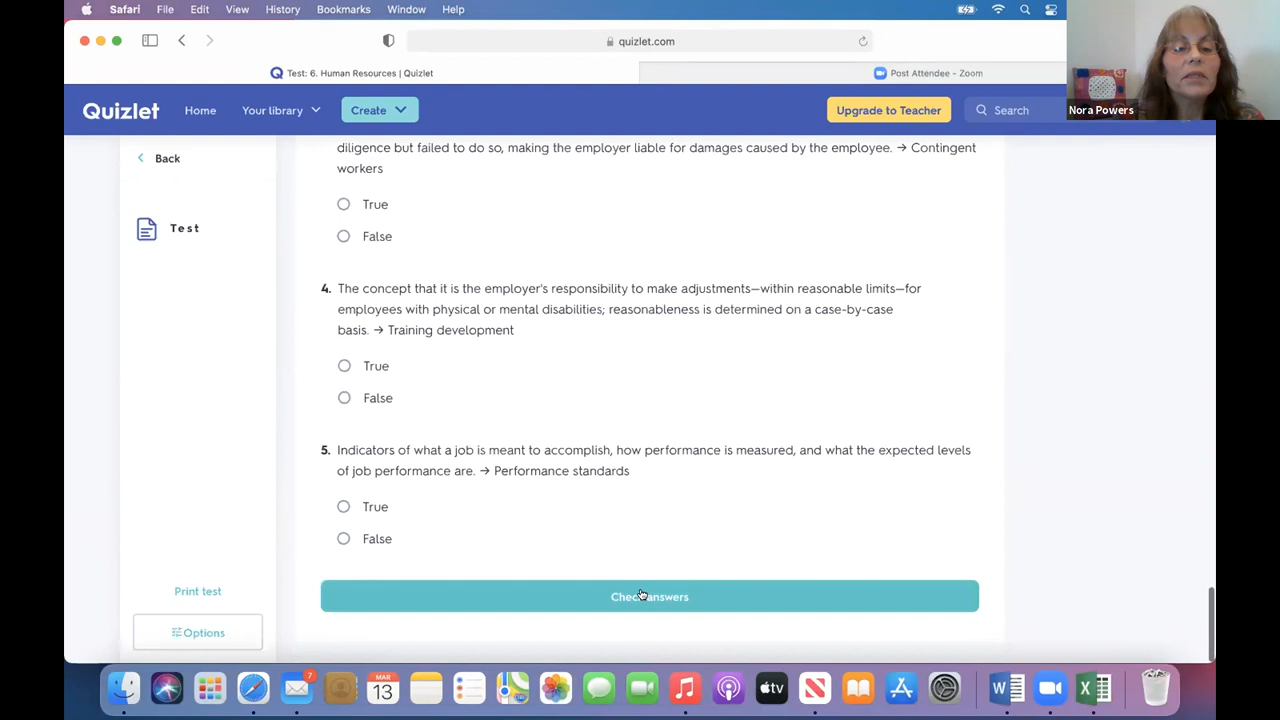 Safari File Edit View History Bookmarks Window Help
quizlet.com
Test: 6. Human Resources | Quizlet
Post Attendee - Zoom
Nora Powers
Quizlet
Home
Your library
Create
Upgrade to Teacher
Search
Back
Test
diligence but failed to do so, making the employer liable for damages caused by the employee. → Contingent
workers
True
False
4. The concept that it is the employer's responsibility to make adjustments—within reasonable limits—for
employees with physical or mental disabilities; reasonableness is determined on a case-by-case
basis. → Training development
True
False
5. Indicators of what a job is meant to accomplish, how performance is measured, and what the expected levels
of job performance are. → Performance standards
True
False
Check answers
Print test
Options
7
MAR
13
tv
W
X